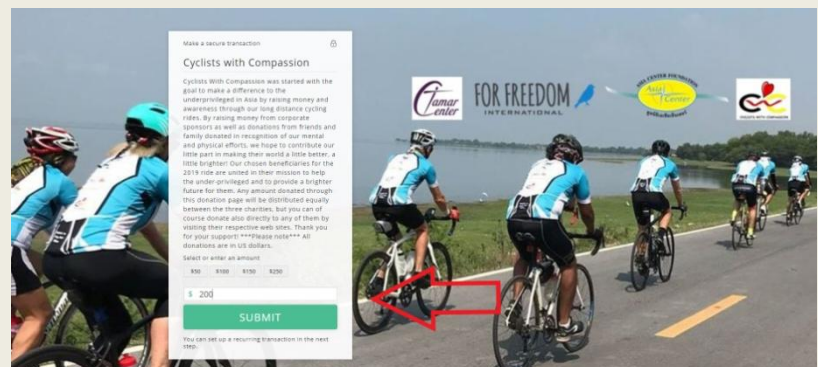 Make a secure transaction
Cyclists with Compassion
Cyclists With Compassion was started with the
goal to make a difference to the
underprivileged in Asia by raising money and
awareness through our long distance cycling
rides. By raising money from corporate
sponsors as well as donations from friends and
family donated in recognition of our mental
and physical efforts, we hope to contribute our
little part in making their world a little better, a
little brighter! Our chosen beneficiaries for the
2019 ride are united in their mission to help
the under-privileged and to provide a brighter
future for them. Any amount donated through
this donation page will be distributed equally
between the three charities, but you can of
course donate also directly to any of them by
visiting their respective web sites. Thank you
for your support! ***Please note*** All
donations are in US dollars.
Select or enter an amount
$50 $100 $150 $250
$ 200
SUBMIT
You can set up a recurring transaction in the next
step.
Tamar
Center
FOR FREEDOM
INTERNATIONAL
Center
CYCLISTS WITH COMPASSION